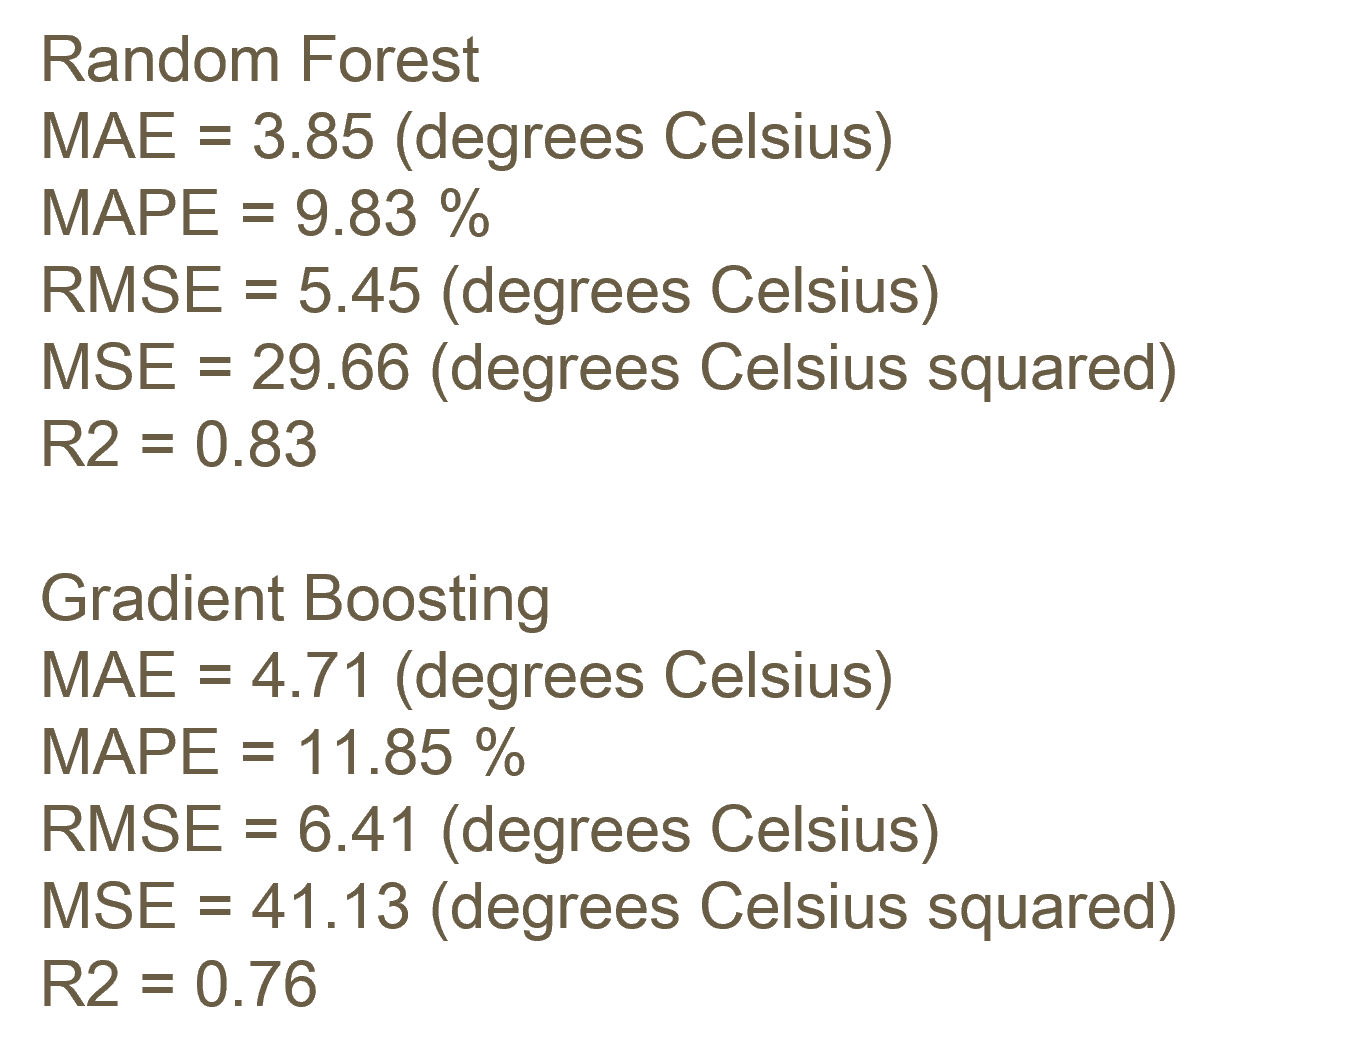 Random Forest
MAE = 3.85 (degrees Celsius)
MAPE = 9.83 %
RMSE = 5.45 (degrees Celsius)
MSE = 29.66 (degrees Celsius squared)
R2 = 0.83
Gradient Boosting
MAE = 4.71 (degrees Celsius)
MAPE = 11.85 %
RMSE = 6.41 (degrees Celsius)
MSE = 41.13 (degrees Celsius squared)
R2 = 0.76